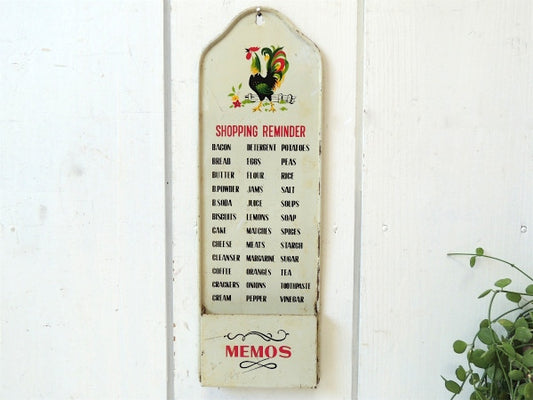 SHOPPING REMINDER
BACON DETERGENT POTATOES
BREAD EGGS PEAS
BUTTER FLOUR RICE
B.POWDER JAMS SALT
B.SODA JUICE SOUPS
BISCUITS LEMONS SOAP
CAKE MATCHES SPICES
CHEESE MEATS STARCH
CLEANSER MARGARINE SUGAR
COFFEE ORANGES TEA
CRACKERS ONIONS TOOTHPASTE
CREAM PEPPER VINEGAR
MEMOS